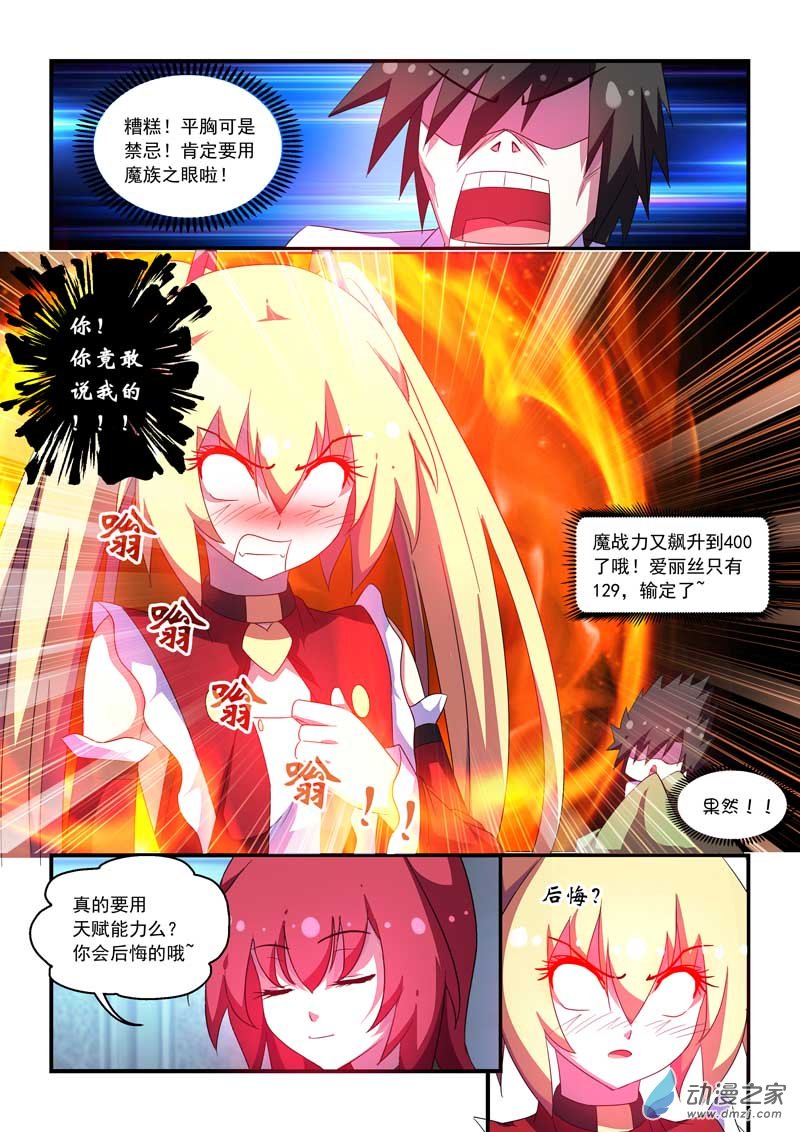 糟糕！平胸可是
禁忌！肯定要用
魔族之眼啦！
你！
你竟敢
说我的
！！！
嗡
嗡
嗡
嗡
！！
魔战力又飙升到400
了哦！爱丽丝只有
129，输定了~
果然！！
真的要用
天赋能力么？
你会后悔的哦~
后悔？
动漫之家
www.dmzj.com